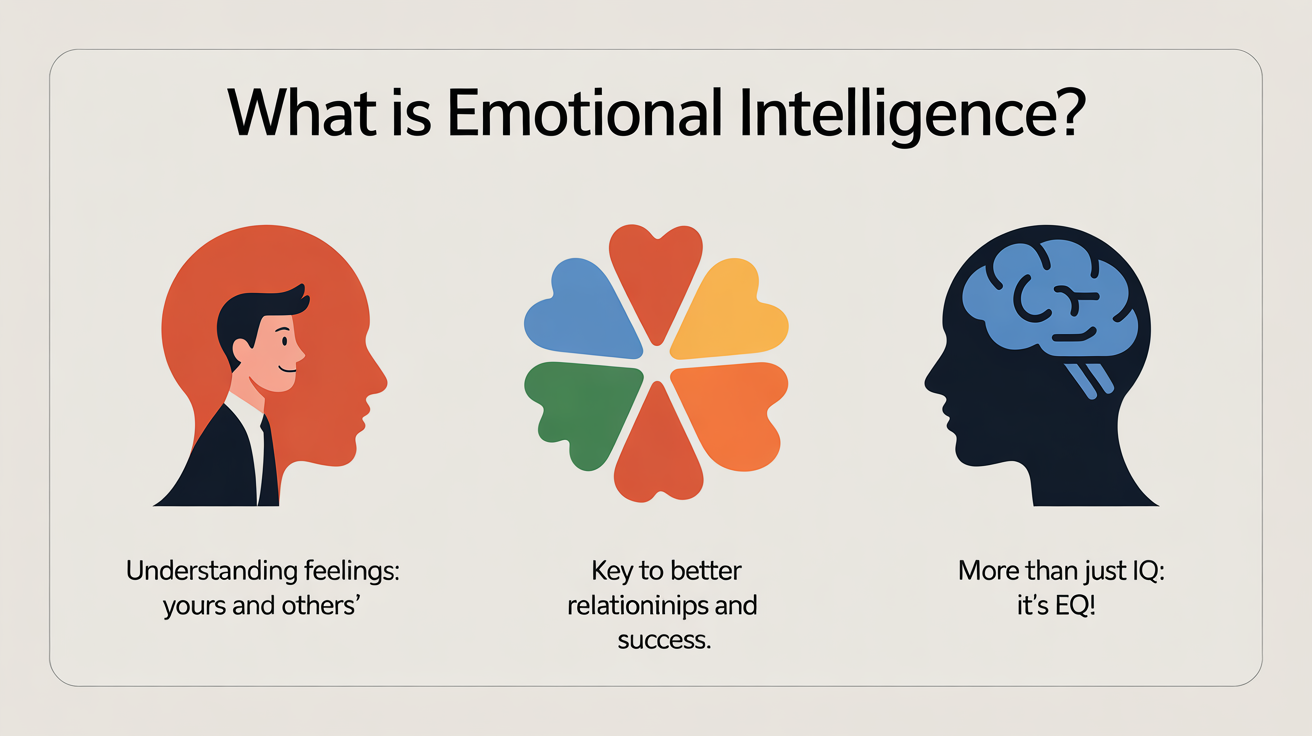 What is Emotional Intelligence?
Understanding feelings:
yours and others’
Key to better
relationinips and
success.
More than just IQ:
it’s EQ!